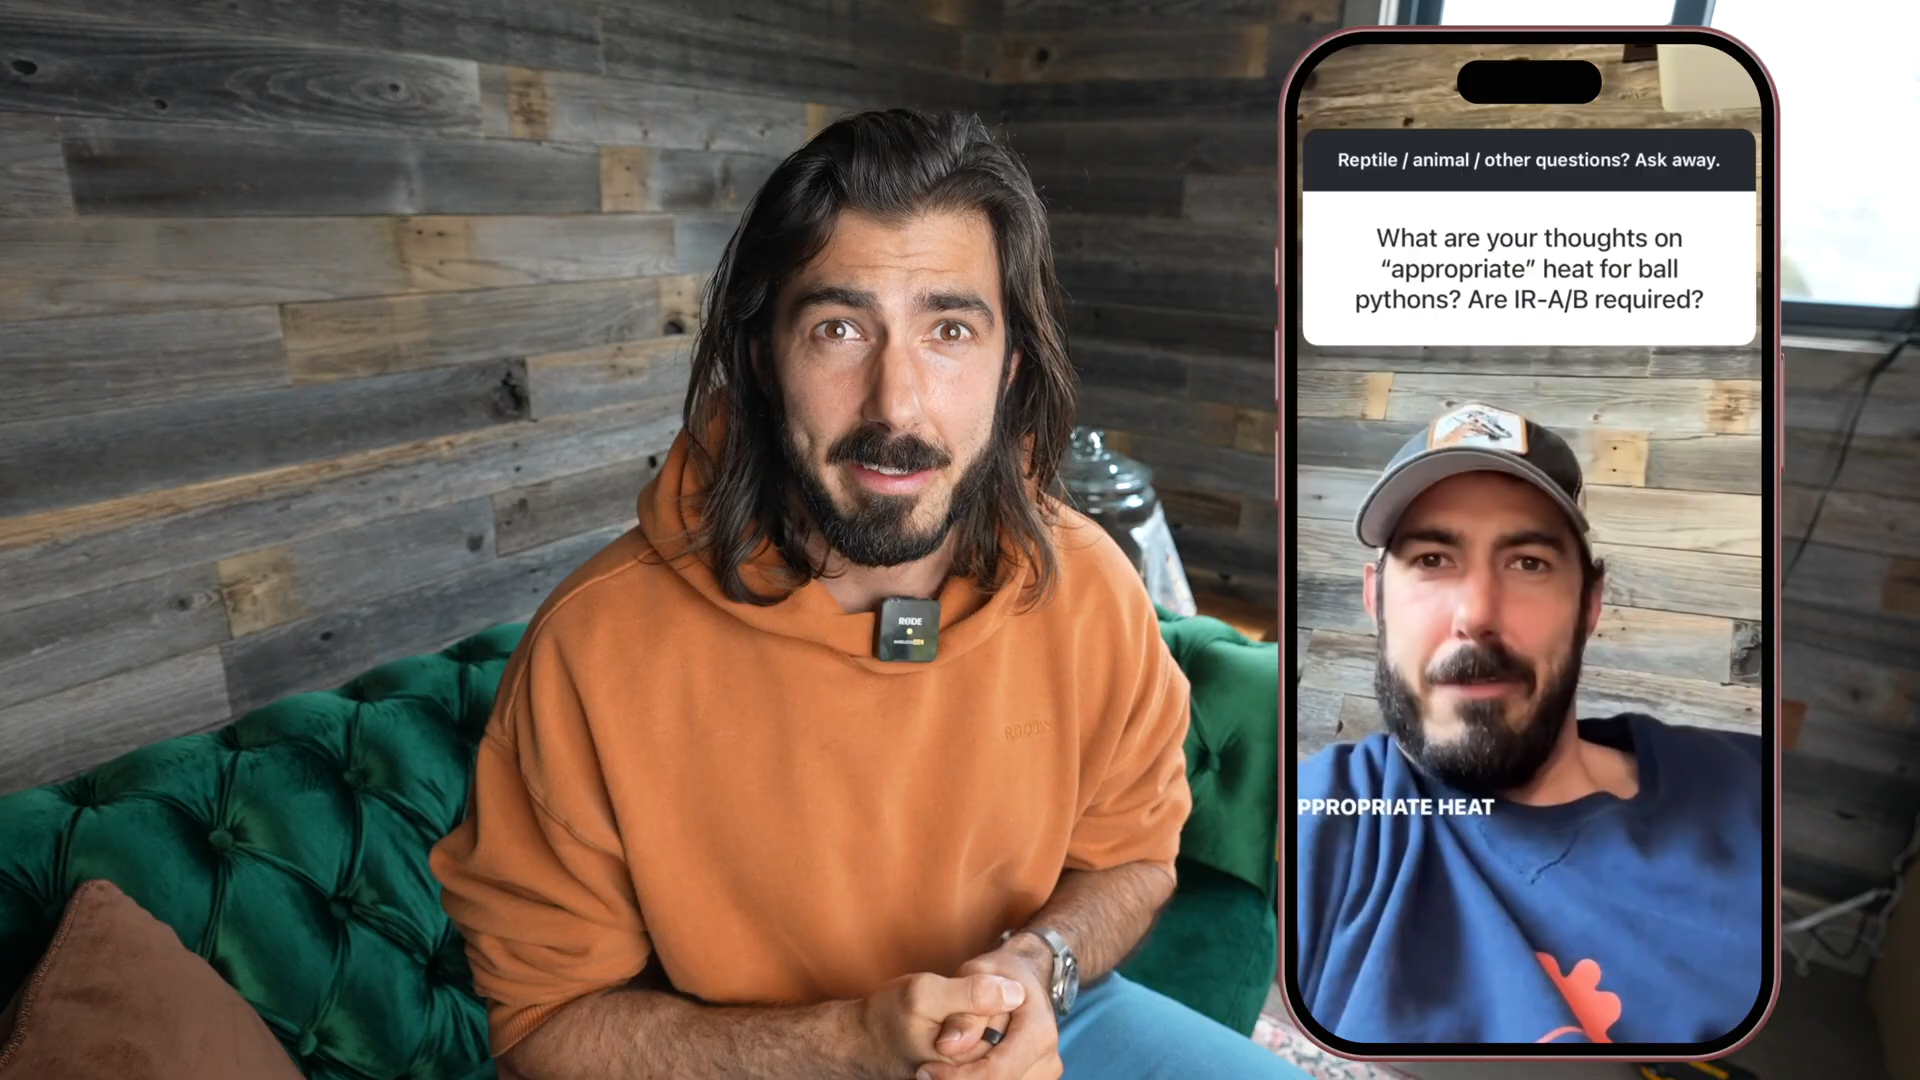 Reptile / animal / other questions? Ask away.
What are your thoughts on
“appropriate” heat for ball
pythons? Are IR-A/B required?
PPROPRIATE HEAT
RØDE
ROOTS